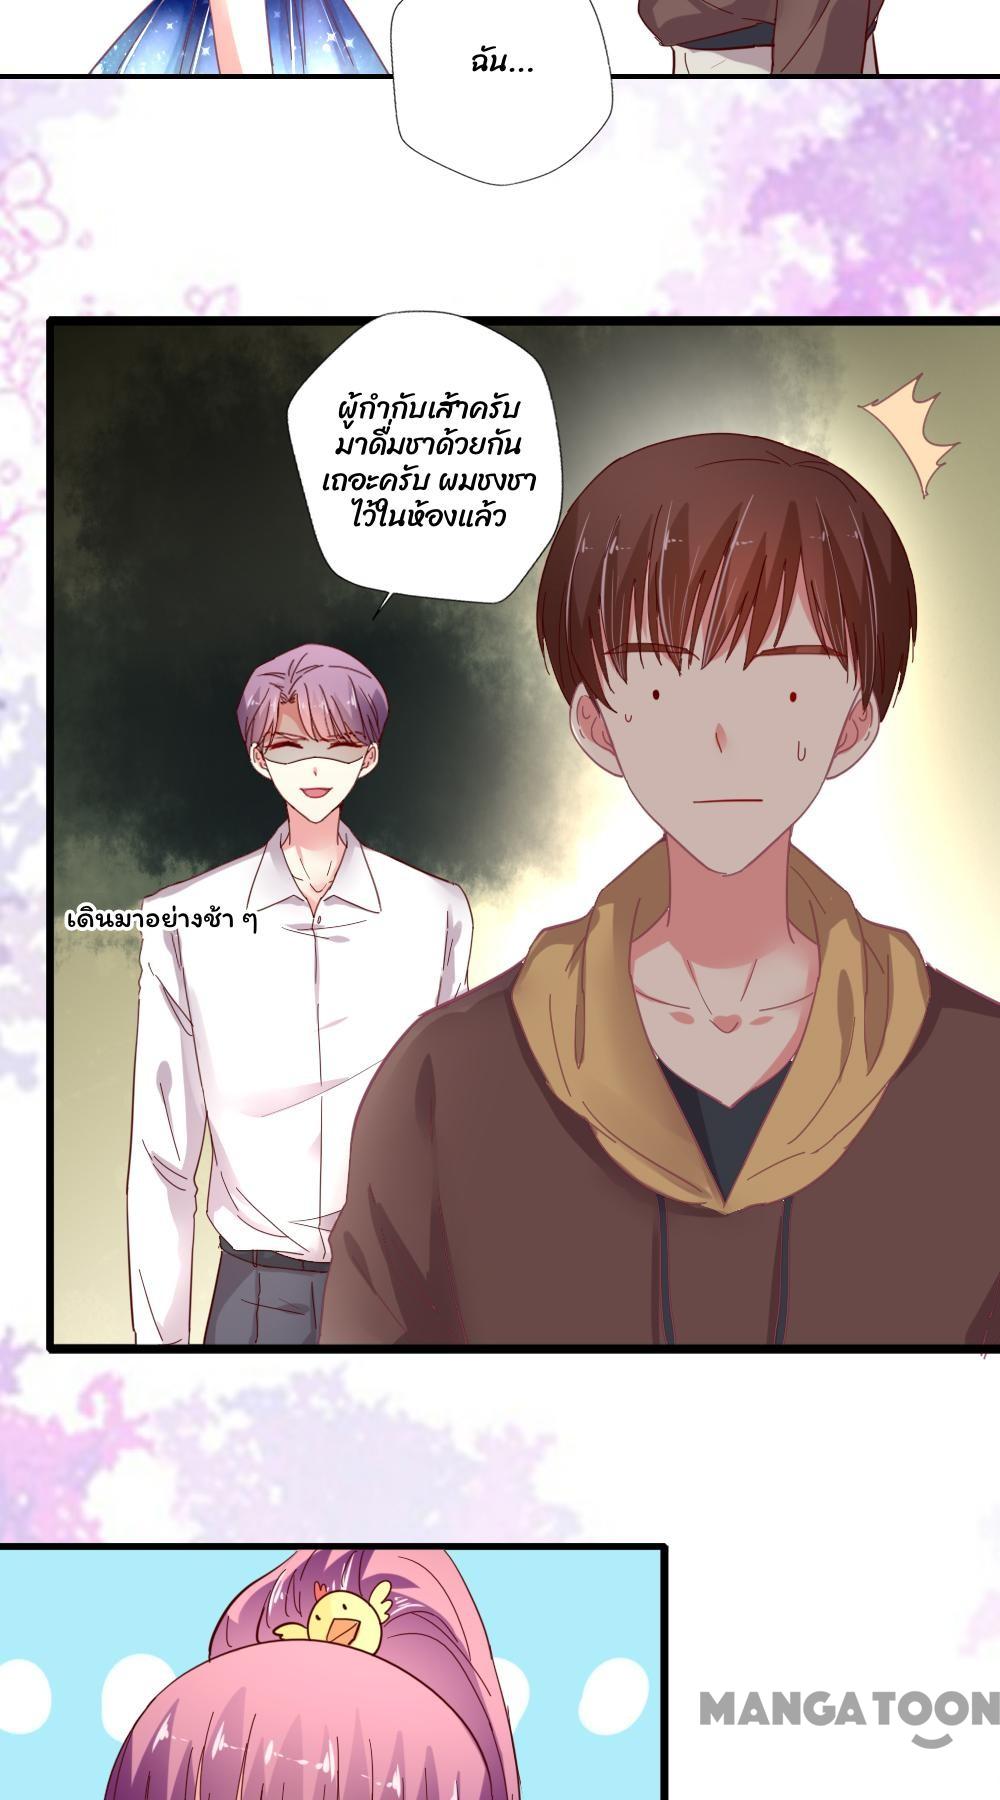 ฉัน...
ผู้กำกับเส้าครับ
มาดื่มชาด้วยกัน
เถอะครับ ผมชงชา
ไว้ในห้องแล้ว
เดินมาอย่างช้า ๆ
MANGATOON